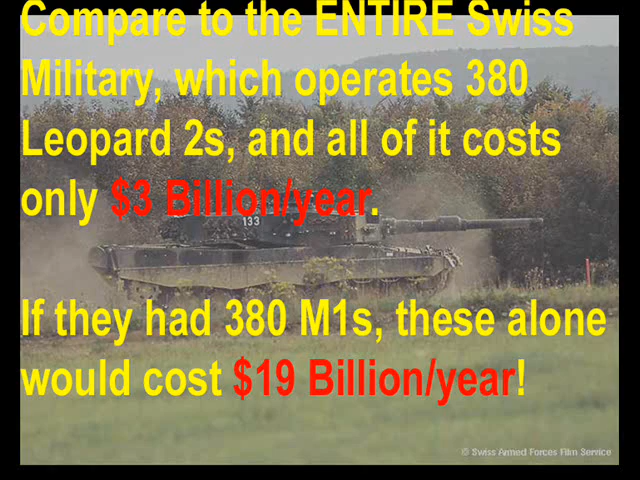 Compare to the ENTIRE Swiss
Military, which operates 380
Leopard 2s, and all of it costs
only $3 Billion/year.
133
If they had 380 M1s, these alone
would cost $19 Billion/year!
© Swiss Armed Forces Film Service